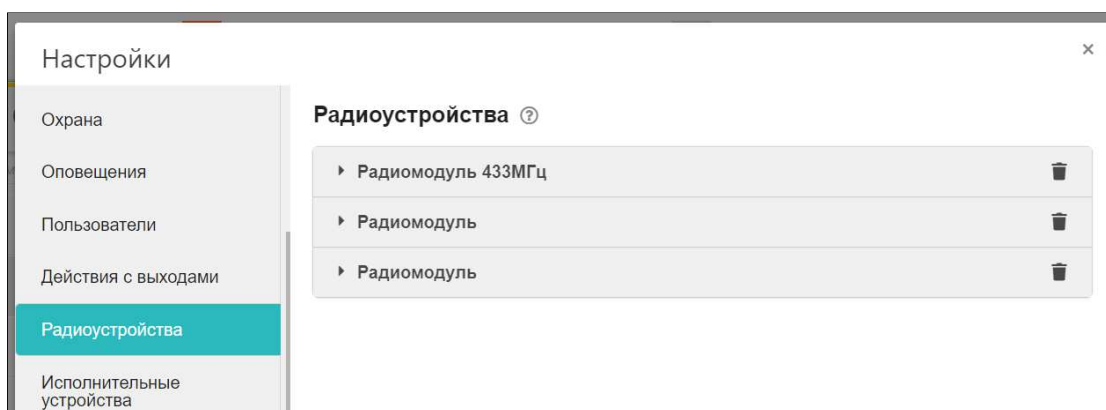 Настройки
×
Охрана
Оповещения
Пользователи
Действия с выходами
Радиоустройства
Исполнительные
устройства
Радиоустройства ?
Радиомодуль 433МГц
Радиомодуль
Радиомодуль